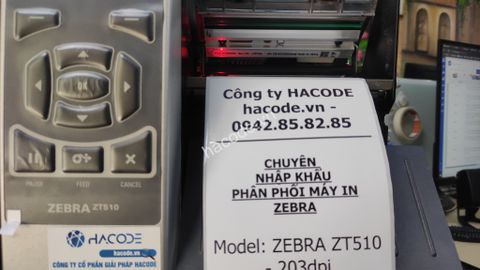 OK
PAUSE
FEED
CANCEL
ZEBRA ZT510
HACODE
hacode.vn
CÔNG TY CỔ PHẦN GIẢI PHÁP HACODE
Công ty HACODE
hacode.vn -
0942.85.82.85
CHUYÊN
NHẬP KHẨU
PHÂN PHỐI MÁY IN
ZEBRA
Model: ZEBRA ZT510
- 203dpi